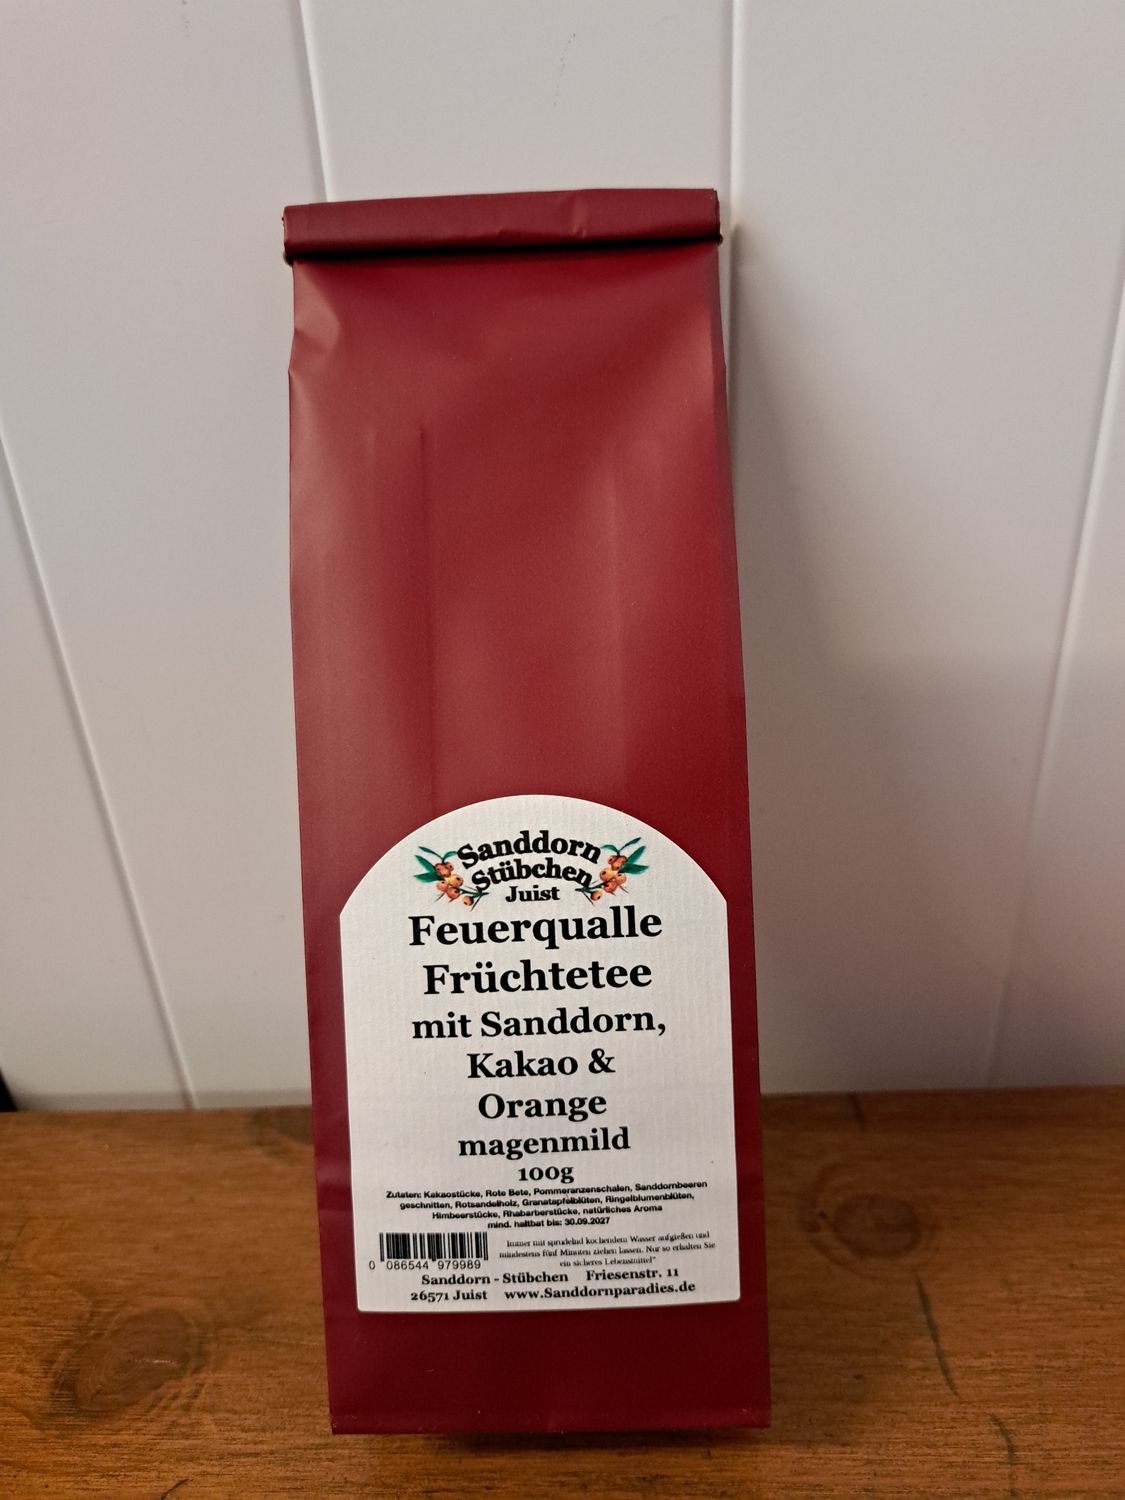 Sanddorn
Stübchen
Juist
Feuerqualle
Früchtetee
mit Sanddorn,
Kakao &
Orange
magenmild
100g
Zutaten: Kakaostücke, Rote Bete, Pommeranzenschalen, Sanddornbeeren
geschnitten, Rotsandelholz, Granatapfelblüten, Ringelblumenblüten,
Himbeerstücke, Rhabarberstücke, natürliches Aroma
mind. haltbat bis: 30.09.2027
Immer mit sprudelnd kochendem Wasser aufgießen und
mindestens fünf Minuten ziehen lassen. Nur so erhalten Sie
ein sicheres Lebensmittel"
0 086544 979989
Sanddorn - Stübchen Friesenstr. 11
26571 Juist www.Sanddornparadies.de